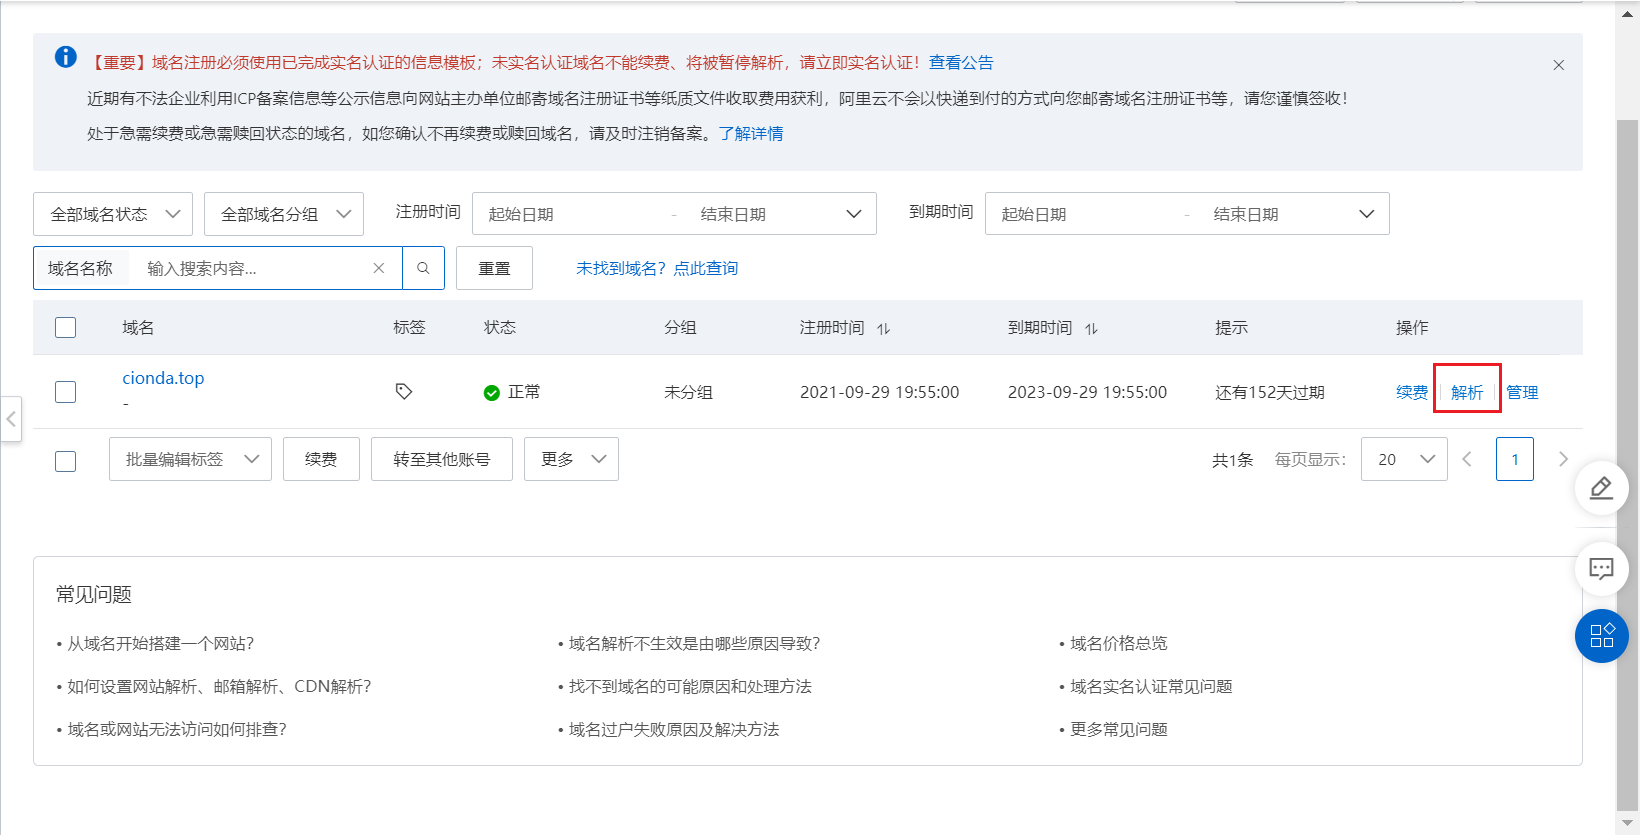 【重要】域名注册必须使用已完成实名认证的信息模板；未实名认证域名不能续费、将被暂停解析，请立即实名认证！查看公告
近期有不法企业利用ICP备案信息等公示信息向网站主办单位邮寄域名注册证书等纸质文件收取费用获利，阿里云不会以快递到付的方式向您邮寄域名注册证书等，请您谨慎签收！
处于急需续费或急需赎回状态的域名，如您确认不再续费或赎回域名，请及时注销备案。了解详情
全部域名状态 全部域名分组 注册时间 起始日期 - 结束日期 到期时间 起始日期 - 结束日期
域名名称 输入搜索内容... 重置 未找到域名？点此查询
域名 标签 状态 分组 注册时间 到期时间 提示 操作
cionda.top 正常 未分组 2021-09-29 19:55:00 2023-09-29 19:55:00 还有152天过期 续费 解析 管理
-
批量编辑标签 续费 转至其他账号 更多 共1条 每页显示： 20 1
常见问题
• 从域名开始搭建一个网站? • 域名解析不生效是由哪些原因导致? • 域名价格总览
• 如何设置网站解析、邮箱解析、CDN解析? • 找不到域名的可能原因和处理方法 • 域名实名认证常见问题
• 域名或网站无法访问如何排查? • 域名过户失败原因及解决方法 • 更多常见问题